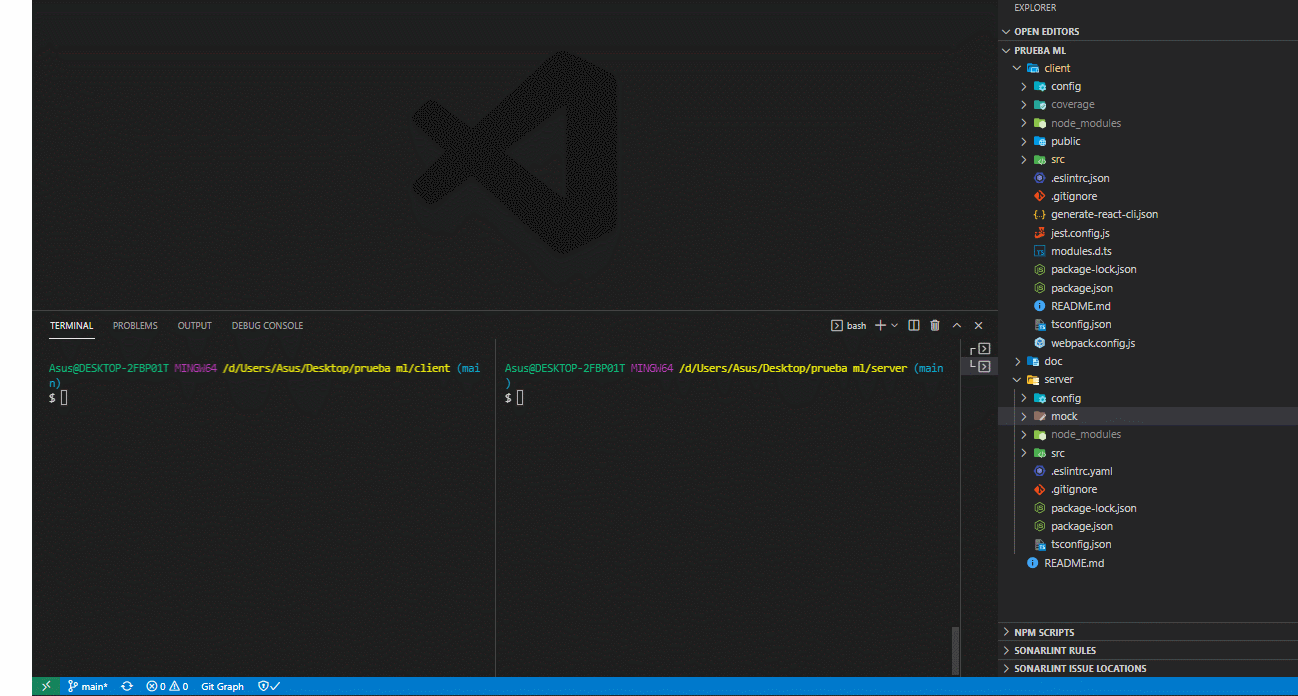 EXPLORER
OPEN EDITORS
PRUEBA ML
client
config
coverage
node_modules
public
src
.eslintrc.json
.gitignore
generate-react-cli.json
jest.config.js
modules.d.ts
package-lock.json
package.json
README.md
tsconfig.json
webpack.config.js
doc
server
config
mock
node_modules
src
.eslintrc.yaml
.gitignore
package-lock.json
package.json
tsconfig.json
README.md
NPM SCRIPTS
SONARLINT RULES
SONARLINT ISSUE LOCATIONS
TERMINAL PROBLEMS OUTPUT DEBUG CONSOLE bash
Asus@DESKTOP-2FBP01T MINGW64 /d/Users/Asus/Desktop/prueba ml/client (mai
n)
$
Asus@DESKTOP-2FBP01T MINGW64 /d/Users/Asus/Desktop/prueba ml/server (main
)
$
main* 0 0 Git Graph